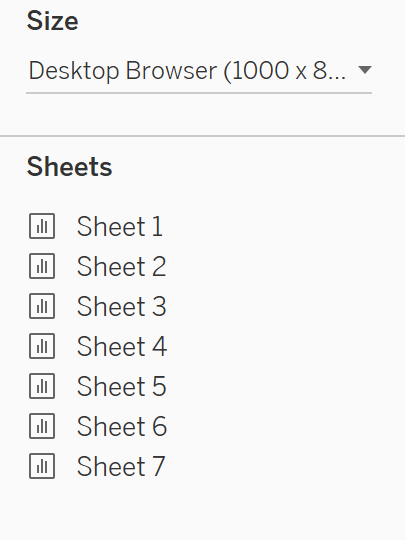 Size
Desktop Browser (1000 x 8...
Sheets
Sheet 1
Sheet 2
Sheet 3
Sheet 4
Sheet 5
Sheet 6
Sheet 7